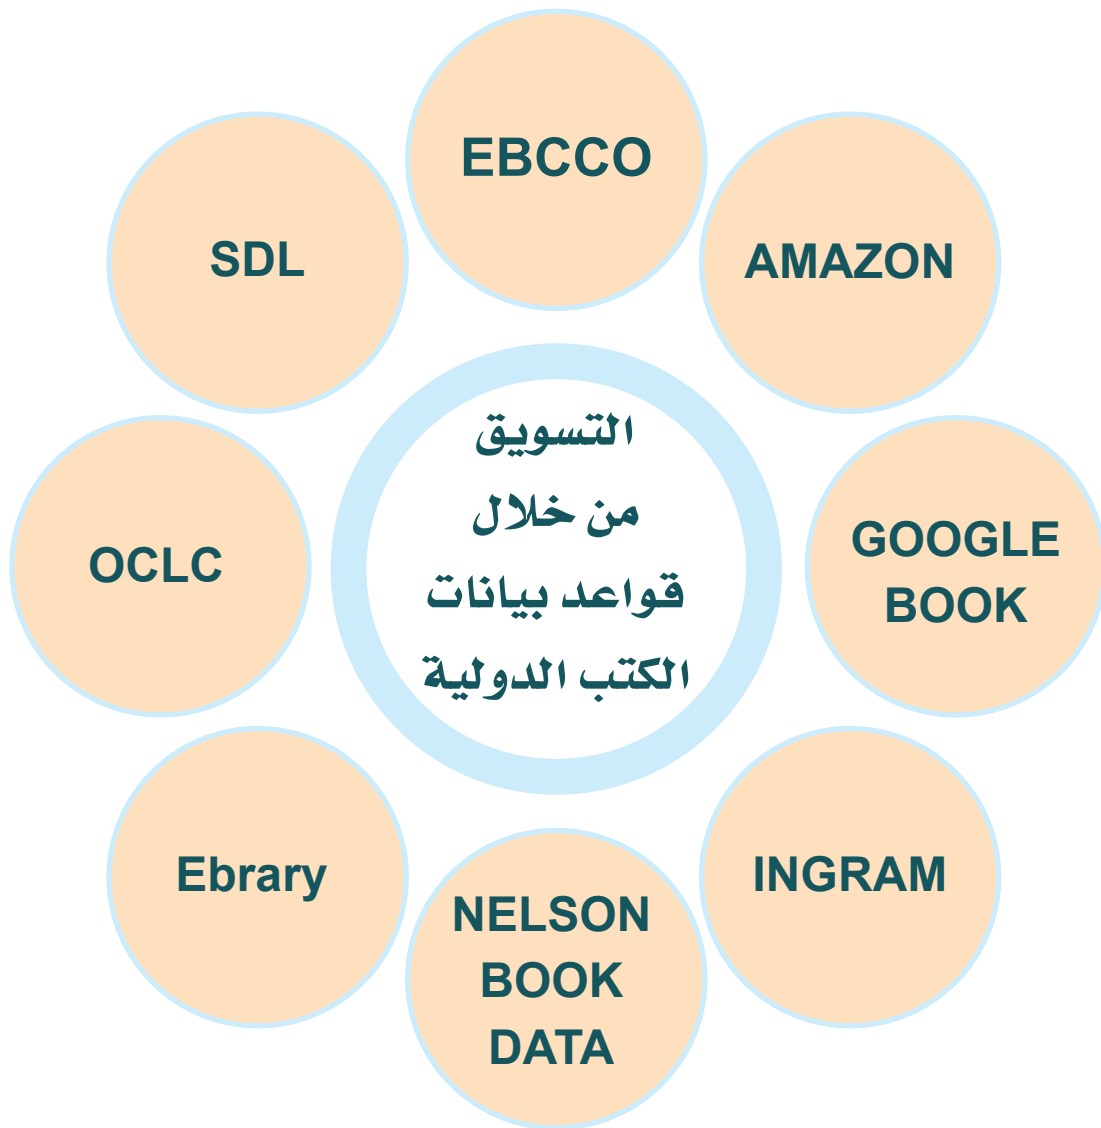 EBCCO
SDL
AMAZON
التسويق
من خلال
قواعد بيانات
الكتب الدولية
OCLC
GOOGLE
BOOK
Ebrary
INGRAM
NELSON
BOOK
DATA